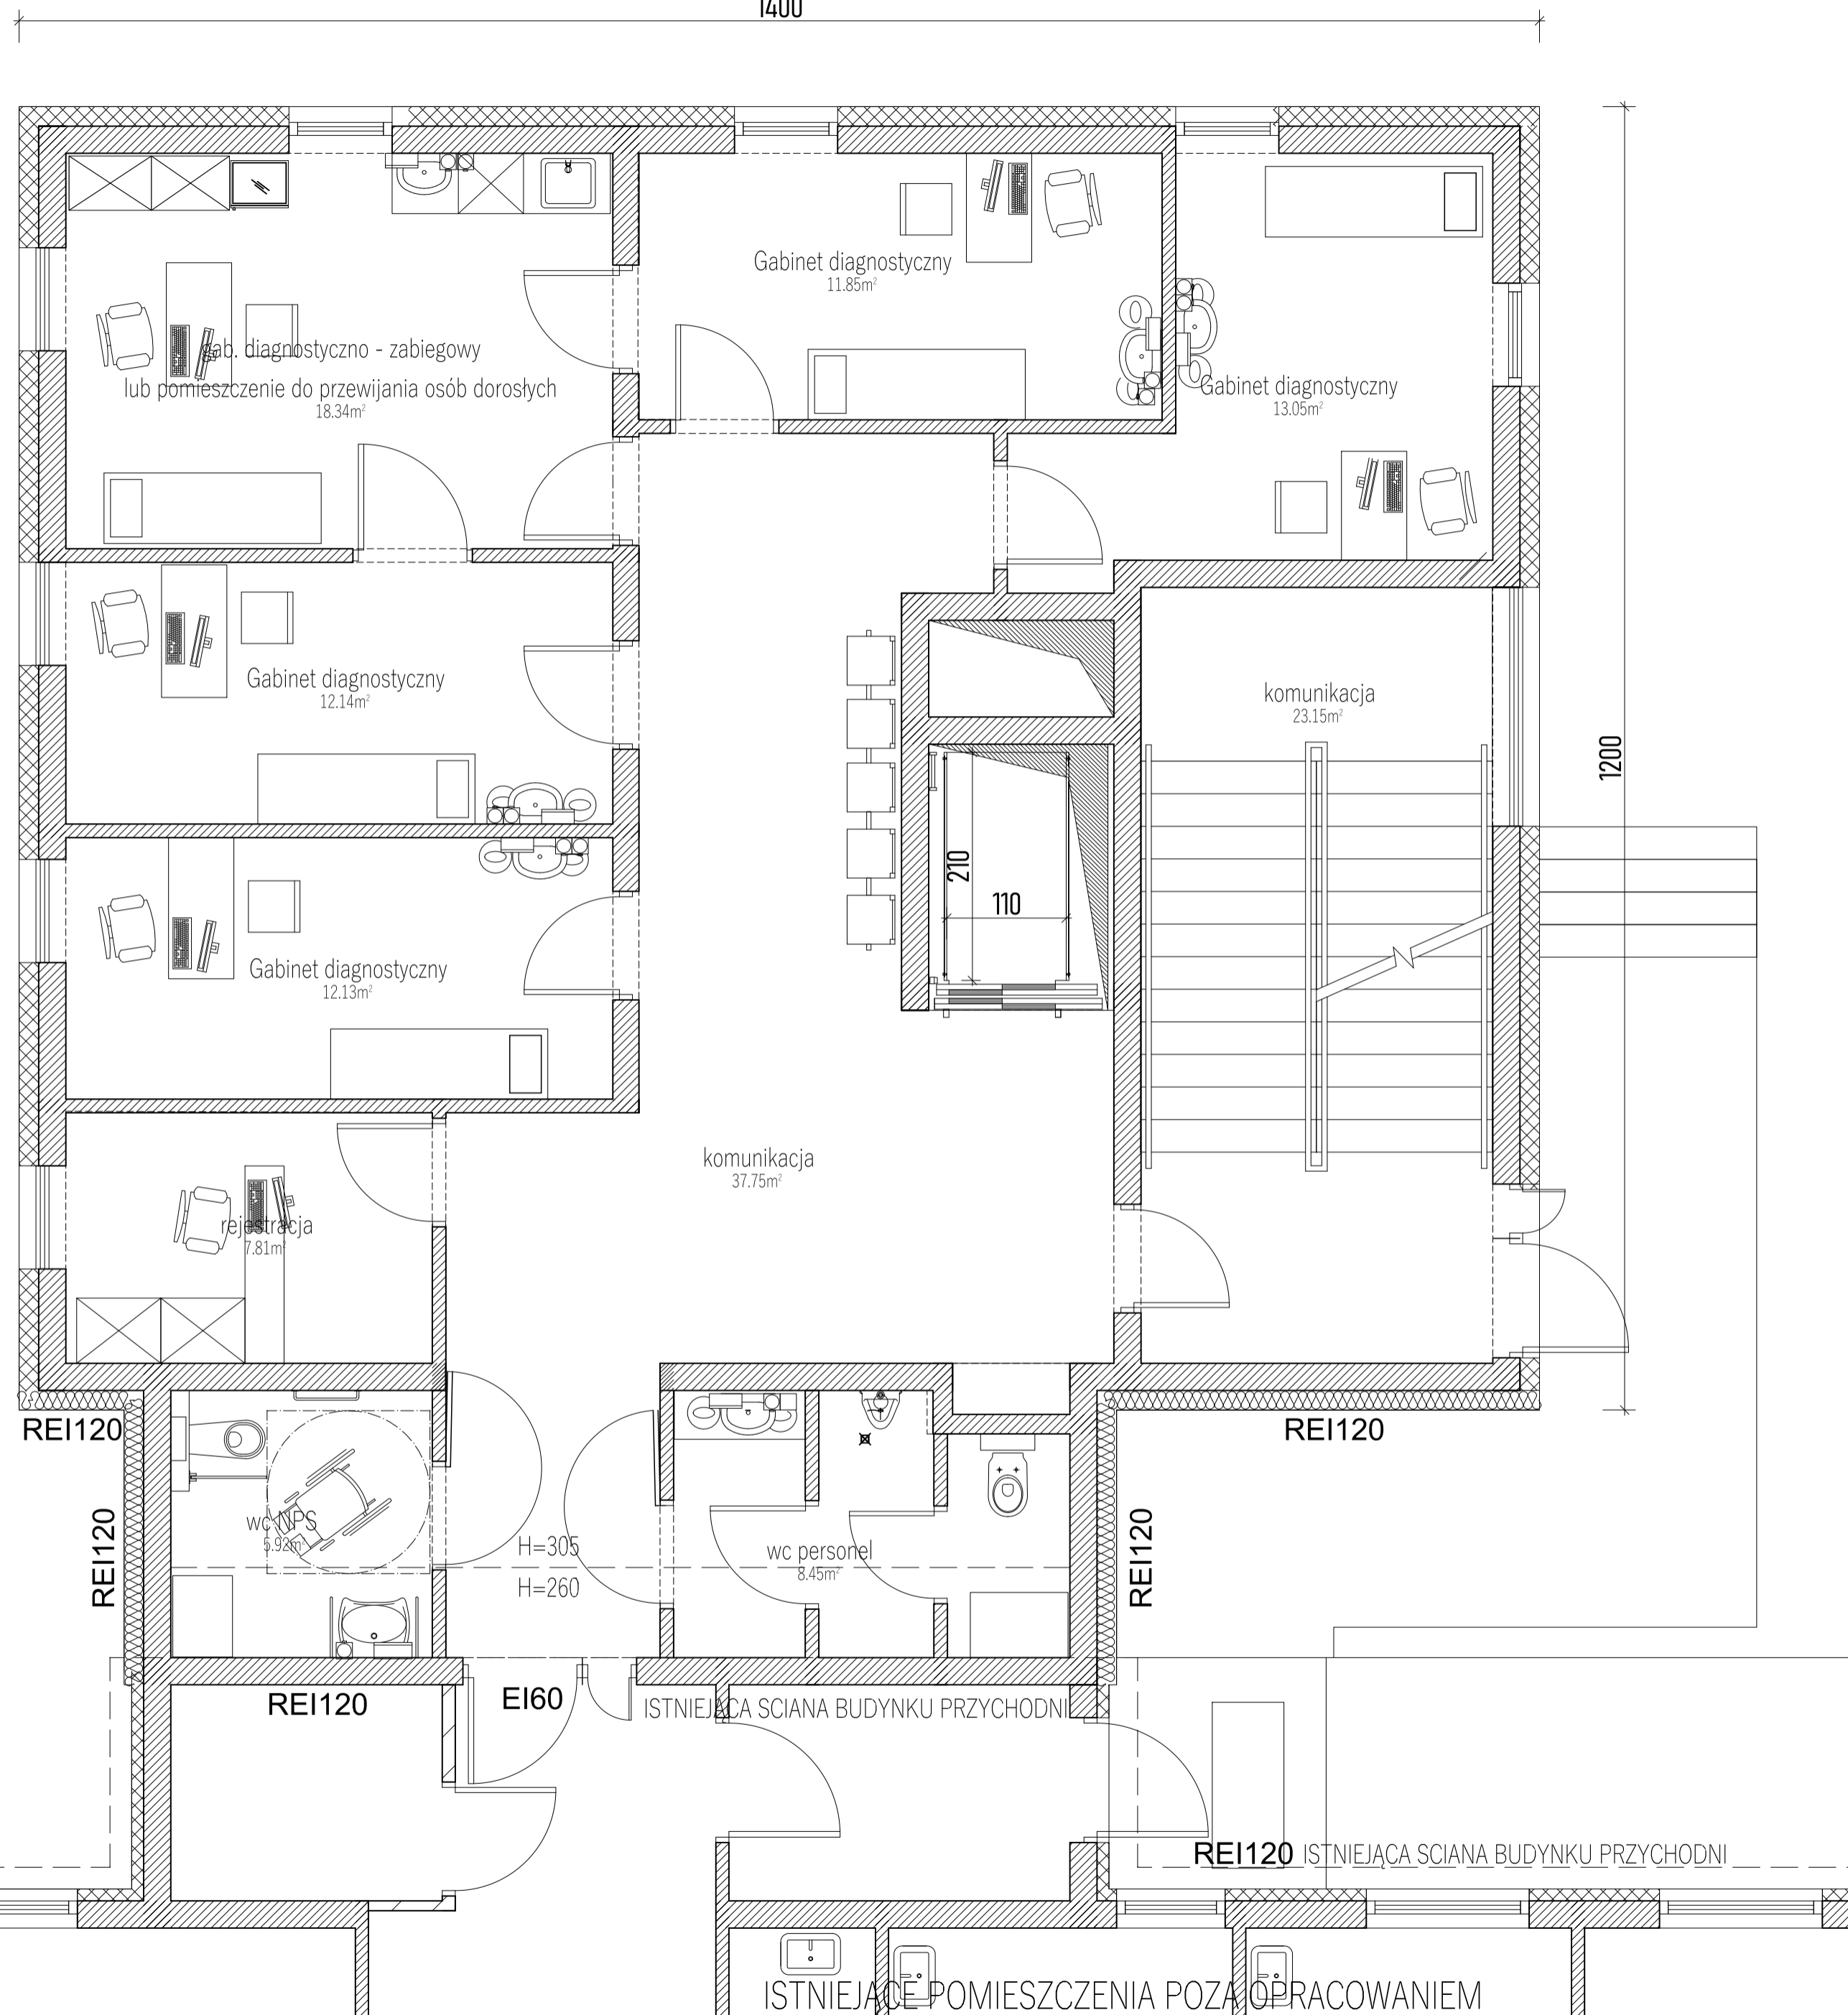 1400
Gabinet diagnostyczny
11.85m²
gab. diagnostyczno - zabiegowy
lub pomieszczenie do przewijania osób dorosłych
18.34m²
Gabinet diagnostyczny
13.05m²
Gabinet diagnostyczny
12.14m²
komunikacja
23.15m²
1200
210
110
Gabinet diagnostyczny
12.13m²
komunikacja
37.75m²
rejestracja
7.81m²
REI120
REI120
REI120
REI120
wc NPS
5.92m²
H=305
H=260
wc personel
8.45m²
REI120
EI60
ISTNIEJĄCA SCIANA BUDYNKU PRZYCHODNI
REI120 ISTNIEJĄCA SCIANA BUDYNKU PRZYCHODNI
ISTNIEJĄCE POMIESZCZENIA POZA OPRACOWANIEM